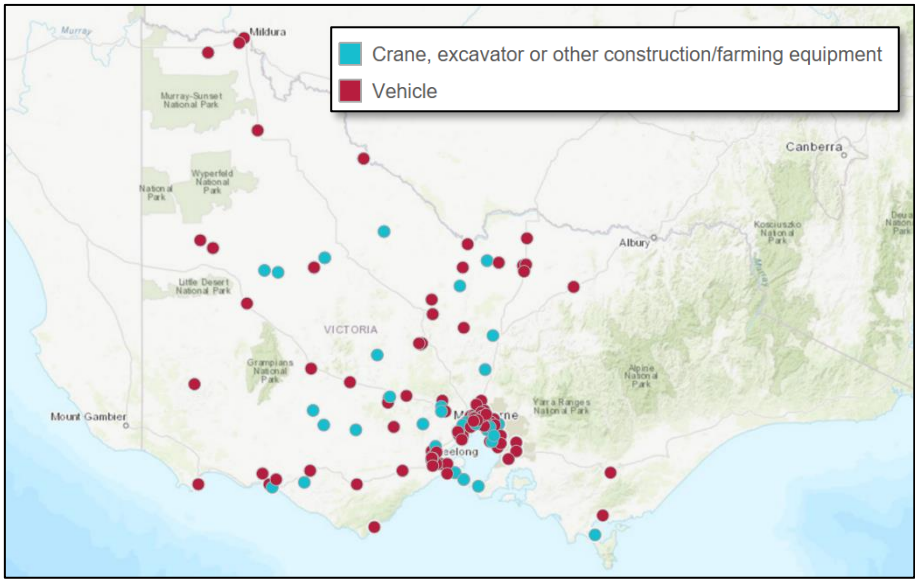 Murray
Mildura
Crane, excavator or other construction/farming equipment
Vehicle
Murray-Sunset
National Park
Canberra
Wyperfeld
National
Park
National
Park
Kosciuszko
National
Park
Albury
Murray
Little Desert
National Park
VICTORIA
Grampians
National
Park
Alpine
National
Park
Yarra Ranges
National Park
Mount Gambier